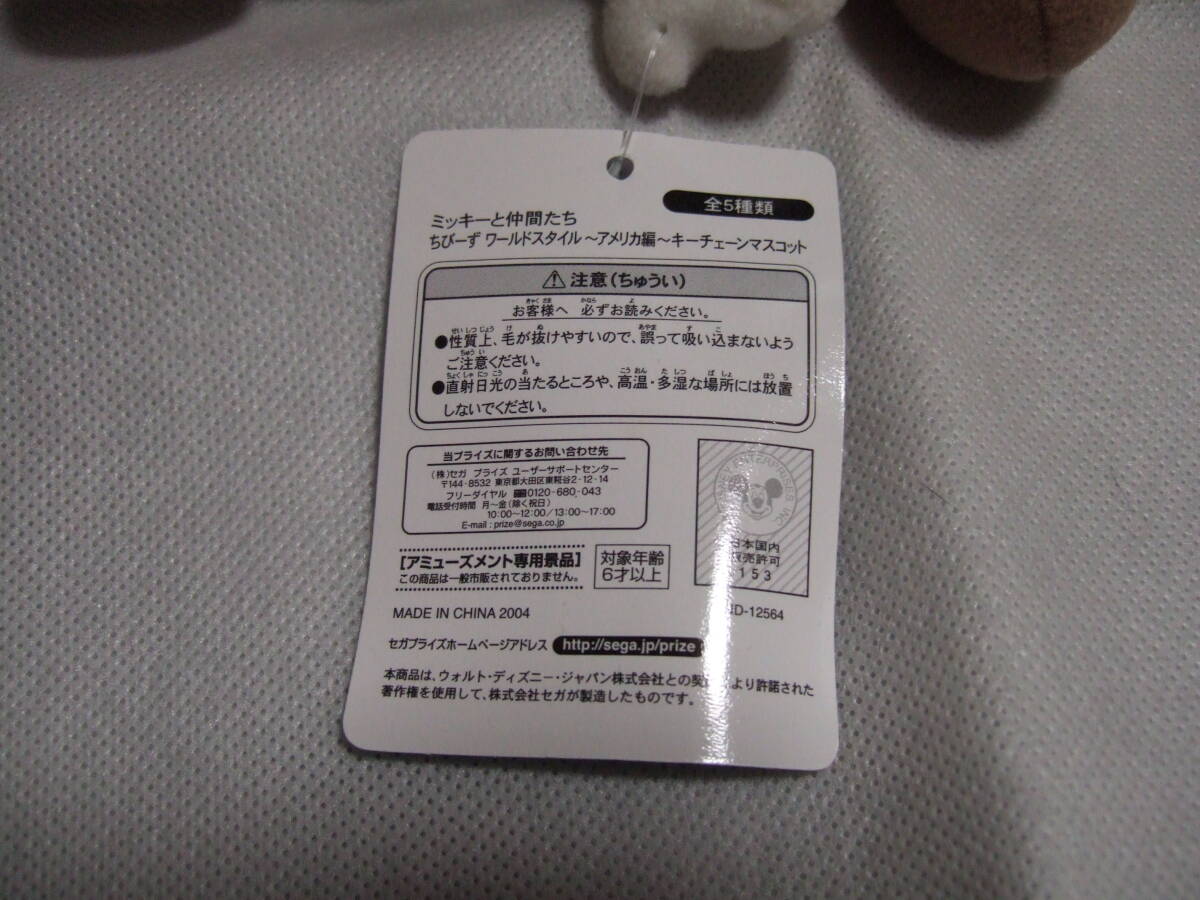 全5種類
ミッキーと仲間たち
ちびーず ワールドスタイル～アメリカ編～キーチェーンマスコット
⚠ 注意(ちゅうい)
お客様へ 必ずお読みください。
●性質上、毛が抜けやすいので、誤って吸い込まないよう
ご注意ください。
●直射日光の当たるところや、高温・多湿な場所には放置
しないでください。
当プライズに関するお問い合わせ先
(株)セガ プライズ ユーザーサポートセンター
〒144-8532 東京都大田区東糀谷2-12-14
フリーダイヤル 0120-680-043
電話受付時間 月～金(除く祝日)
10:00～12:00/13:00～17:00
E-mail : prize@sega.co.jp
ENTERPRISES INC
日本国内
販売許可
153
[アミューズメント専用景品]
この商品は一般市販されておりません。
対象年齢
6才以上
MADE IN CHINA 2004
D-12564
セガプライズホームページアドレス http://sega.jp/prize
本商品は、ウォルト・ディズニー・ジャパン株式会社との契 より許諾された
著作権を使用して、株式会社セガが製造したものです。